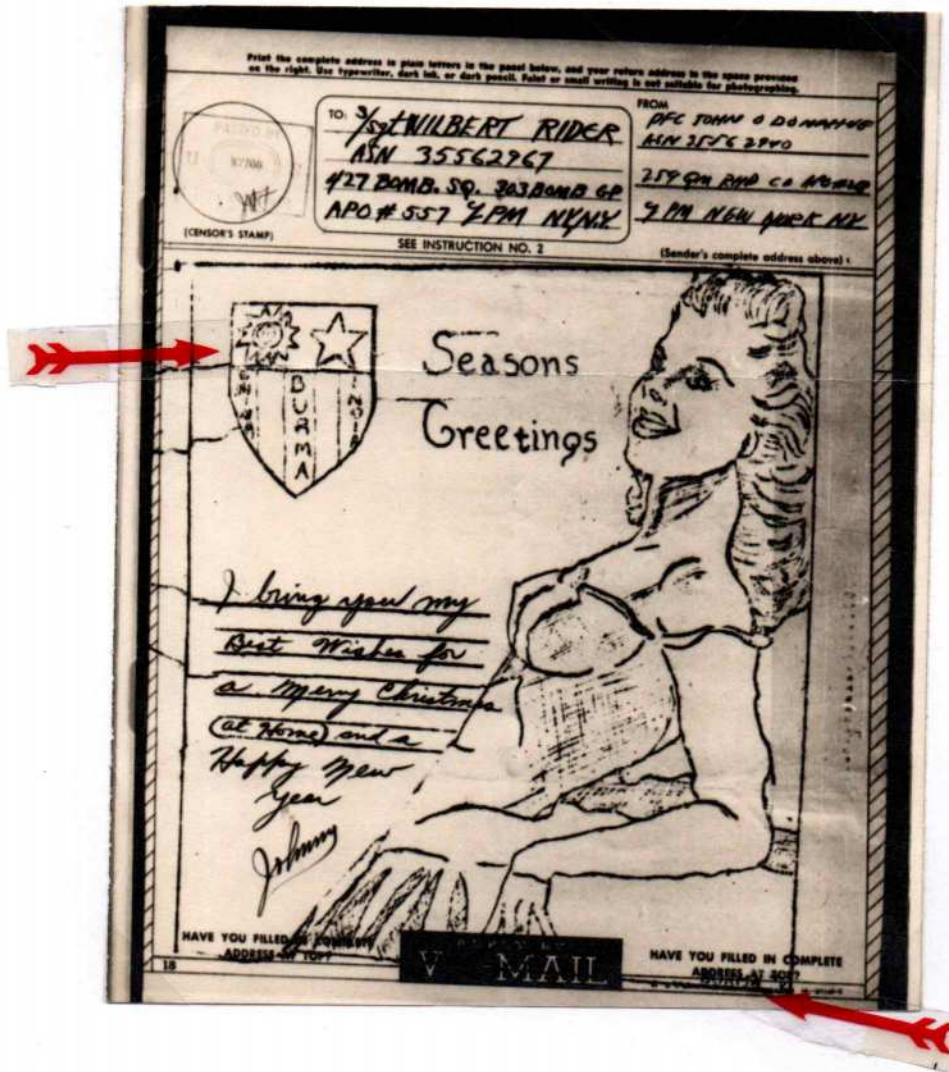 Print the complete address in plain letters in the panel below, and your return address in the space provided
on the right. Use typewriter, dark ink, or dark pencil. Faint or small writing is not suitable for photographing.
TO:
S/Sgt WILBERT RIDER
ASN 35562967
427 BOMB. SQ. 303 BOMB GP
APO # 557 % PM NY, N.Y.
FROM
PFC JOHN O DONAHUE
ASN 35562940
259 QM RHD CO
% PM NEW YORK NY
PASSED BY
(CENSOR'S STAMP)
SEE INSTRUCTION NO. 2
(Sender's complete address above)
CHINA
BURMA
INDIA
Seasons
Greetings
I bring you my
Best Wishes for
a Merry Christmas
(at Home) and a
Happy New
Year
Johnny
HAVE YOU FILLED IN COMPLETE
ADDRESS AT TOP?
V - MAIL
HAVE YOU FILLED IN COMPLETE
ADDRESS AT TOP?
18